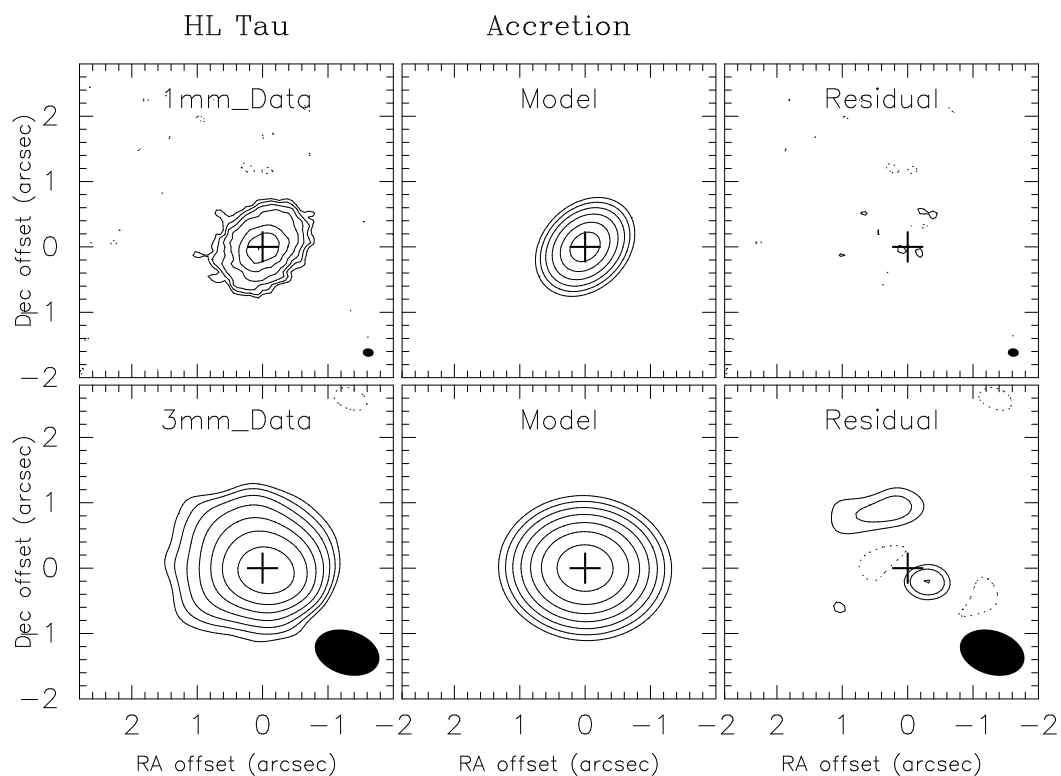 HL Tau Accretion
1mm_Data Model Residual
2
1
0
−1
−2
Dec offset (arcsec)
3mm_Data Model Residual
2
1
0
−1
−2
Dec offset (arcsec)
2 1 0 −1 −2 2 1 0 −1 −2 2 1 0 −1 −2
RA offset (arcsec) RA offset (arcsec) RA offset (arcsec)